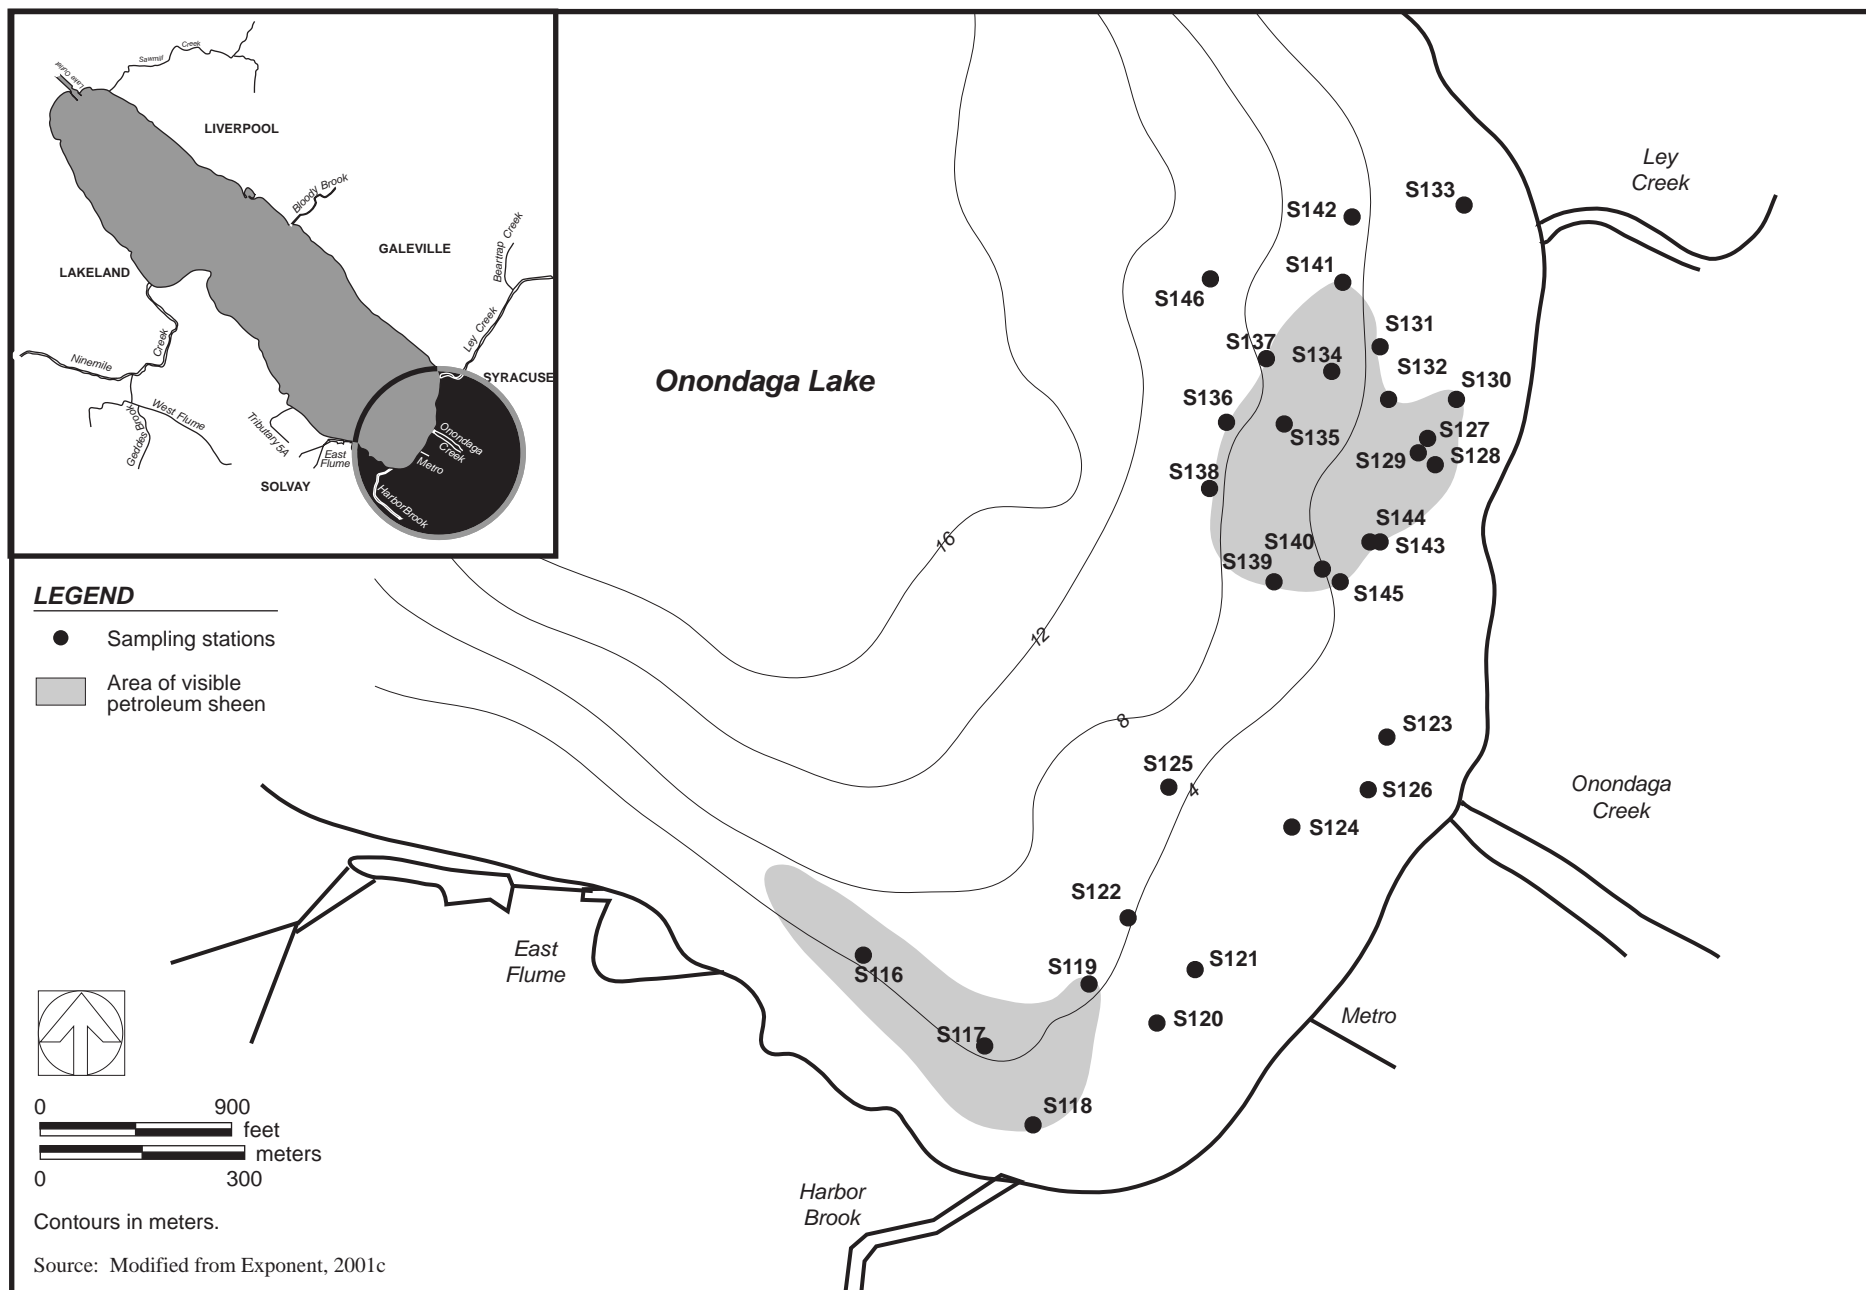 Lake Outlet
Sawmill
Creek
LIVERPOOL
Bloody Brook
GALEVILLE
Beartrap Creek
LAKELAND
Ley Creek
Ninemile
Creek
SYRACUSE
West Flume
Geddes Brook
Tributary 5A
East
Flume
SOLVAY
Onondaga
Creek
Metro
Harbor Brook
Onondaga Lake
16
12
8
4
Ley
Creek
S133
S142
S141
S146
S131
S137
S134
S132
S130
S136
S135
S127
S129
S128
S138
S144
S140
S143
S139
S145
S123
S125
S126
S124
Onondaga
Creek
S122
S121
S119
S116
S120
S117
S118
Metro
East
Flume
Harbor
Brook
LEGEND
Sampling stations
Area of visible
petroleum sheen
0 900
feet
meters
0 300
Contours in meters.
Source: Modified from Exponent, 2001c